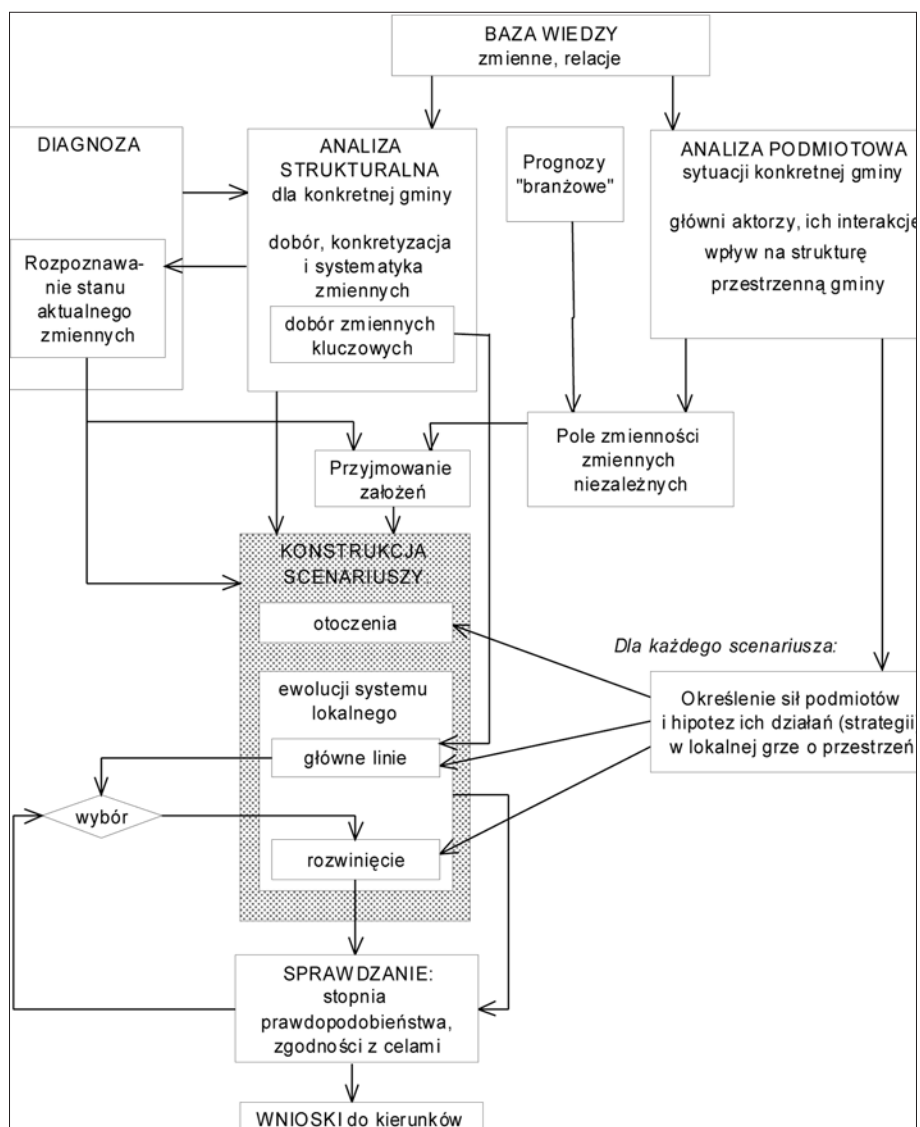 BAZA WIEDZY
zmienne, relacje
DIAGNOZA
Rozpoznawa-
nie stanu
aktualnego
zmiennych
ANALIZA
STRUKTURALNA
dla konkretnej gminy
dobór, konkretyzacja
i systematyka
zmiennych
dobór zmiennych
kluczowych
Prognozy
"branżowe"
ANALIZA PODMIOTOWA
sytuacji konkretnej gminy
główni aktorzy, ich interakcje
wpływ na strukturę
przestrzenną gminy
Przyjmowanie
założeń
Pole zmienności
zmiennych
niezależnych
KONSTRUKCJA
SCENARIUSZY:
otoczenia
ewolucji systemu
lokalnego
główne linie
rozwinięcie
wybór
Dla każdego scenariusza:
Określenie sił podmiotów
i hipotez ich działań (strategii
w lokalnej grze o przestrzeń
SPRAWDZANIE:
stopnia
prawdopodobieństwa,
zgodności z celami
WNIOSKI do kierunków